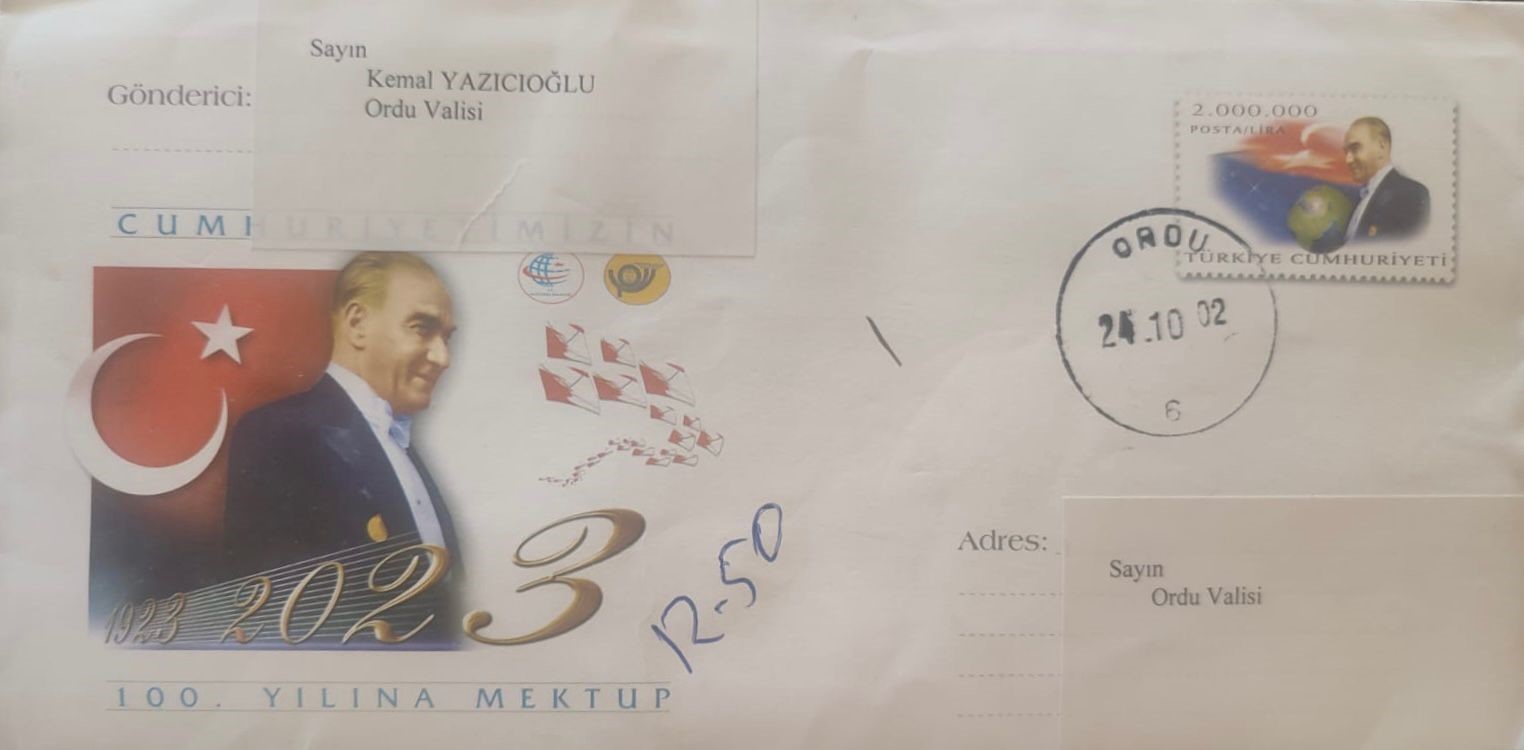 Sayın
Kemal YAZICIOĞLU
Ordu Valisi
Gönderici:
CUMHURİYETİMİZİN
2.000.000
POSTA/LİRA
TÜRKİYE CUMHURİYETİ
ORDU
24.10 02
6
1923 2023
12-50
100. YILINA MEKTUP
Adres:
Sayın
Ordu Valisi